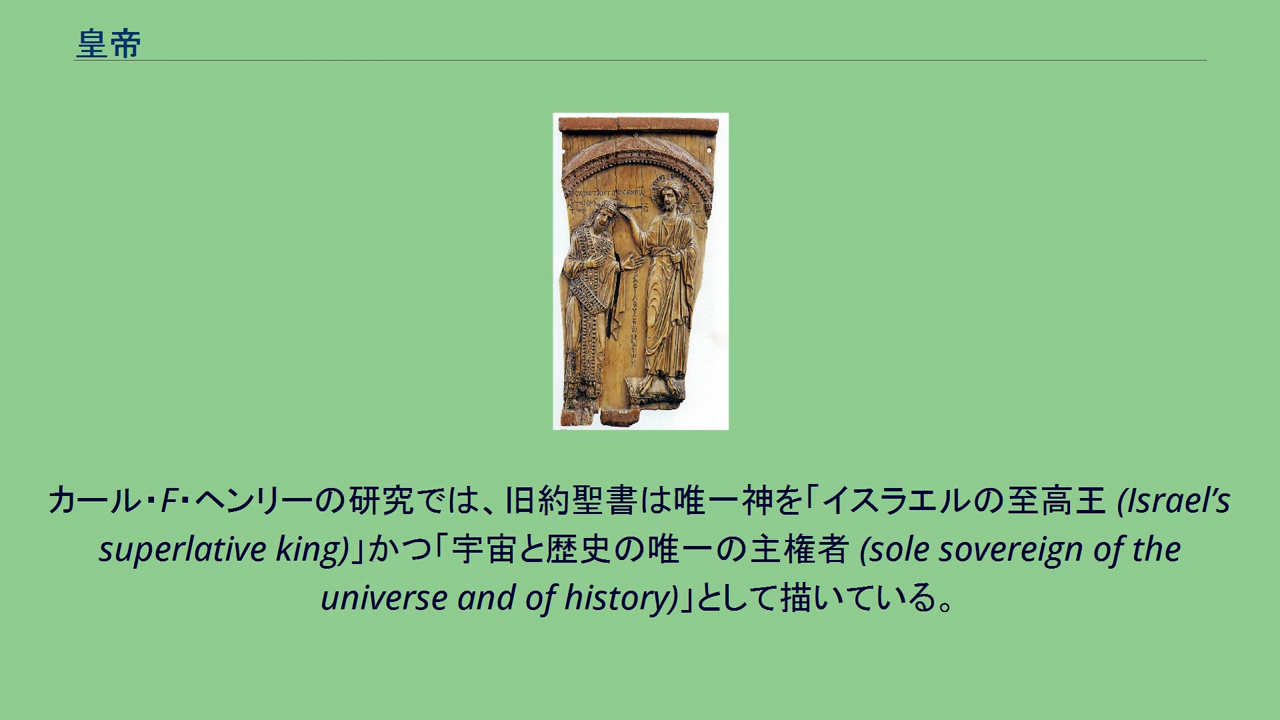 皇帝
カール・F・ヘンリーの研究では、旧約聖書は唯一神を「イスラエルの至高王 (Israel’s
superlative king)」かつ「宇宙と歴史の唯一の主権者 (sole sovereign of the
universe and of history)」として描いている。